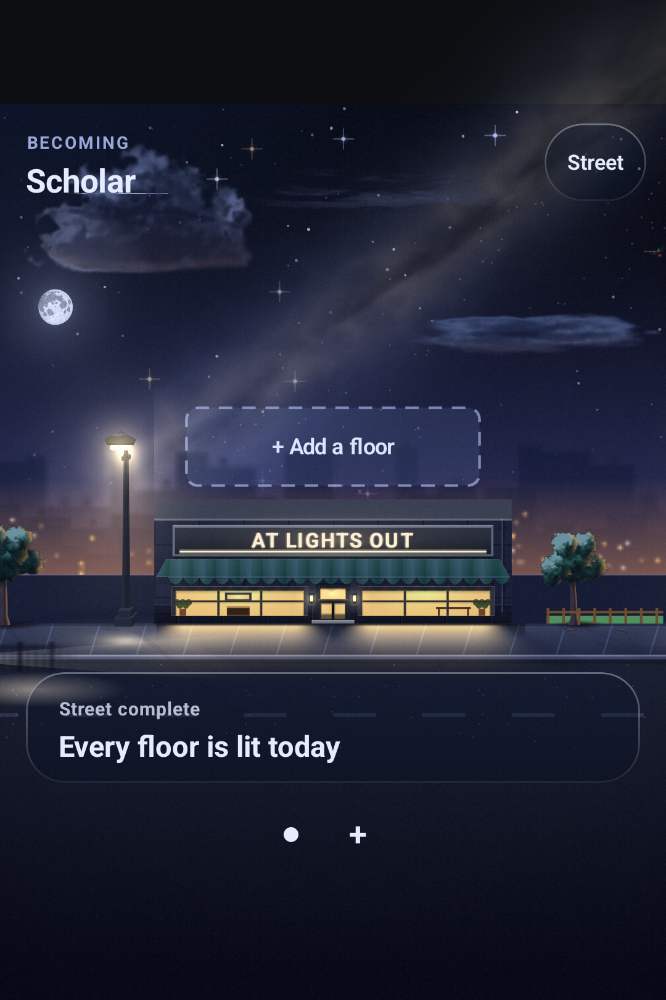 BECOMING
Scholar
Street
+ Add a floor
AT LIGHTS OUT
Street complete
Every floor is lit today
+